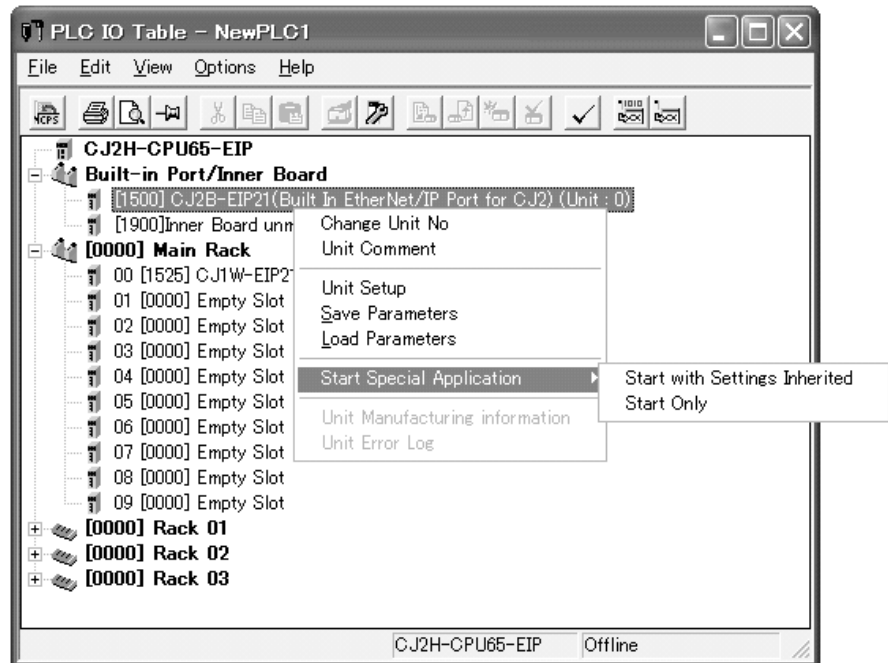 PLC IO Table - NewPLC1
File Edit View Options Help
CJ2H-CPU65-EIP
Built-in Port/Inner Board
[1500] CJ2B-EIP21(Built In EtherNet/IP Port for CJ2) (Unit : 0)
[1900]Inner Board unm
[0000] Main Rack
00 [1525] CJ1W-EIP2
01 [0000] Empty Slot
02 [0000] Empty Slot
03 [0000] Empty Slot
04 [0000] Empty Slot
05 [0000] Empty Slot
06 [0000] Empty Slot
07 [0000] Empty Slot
08 [0000] Empty Slot
09 [0000] Empty Slot
[0000] Rack 01
[0000] Rack 02
[0000] Rack 03
Change Unit No
Unit Comment
Unit Setup
Save Parameters
Load Parameters
Start Special Application
Unit Manufacturing information
Unit Error Log
Start with Settings Inherited
Start Only
CJ2H-CPU65-EIP
Offline